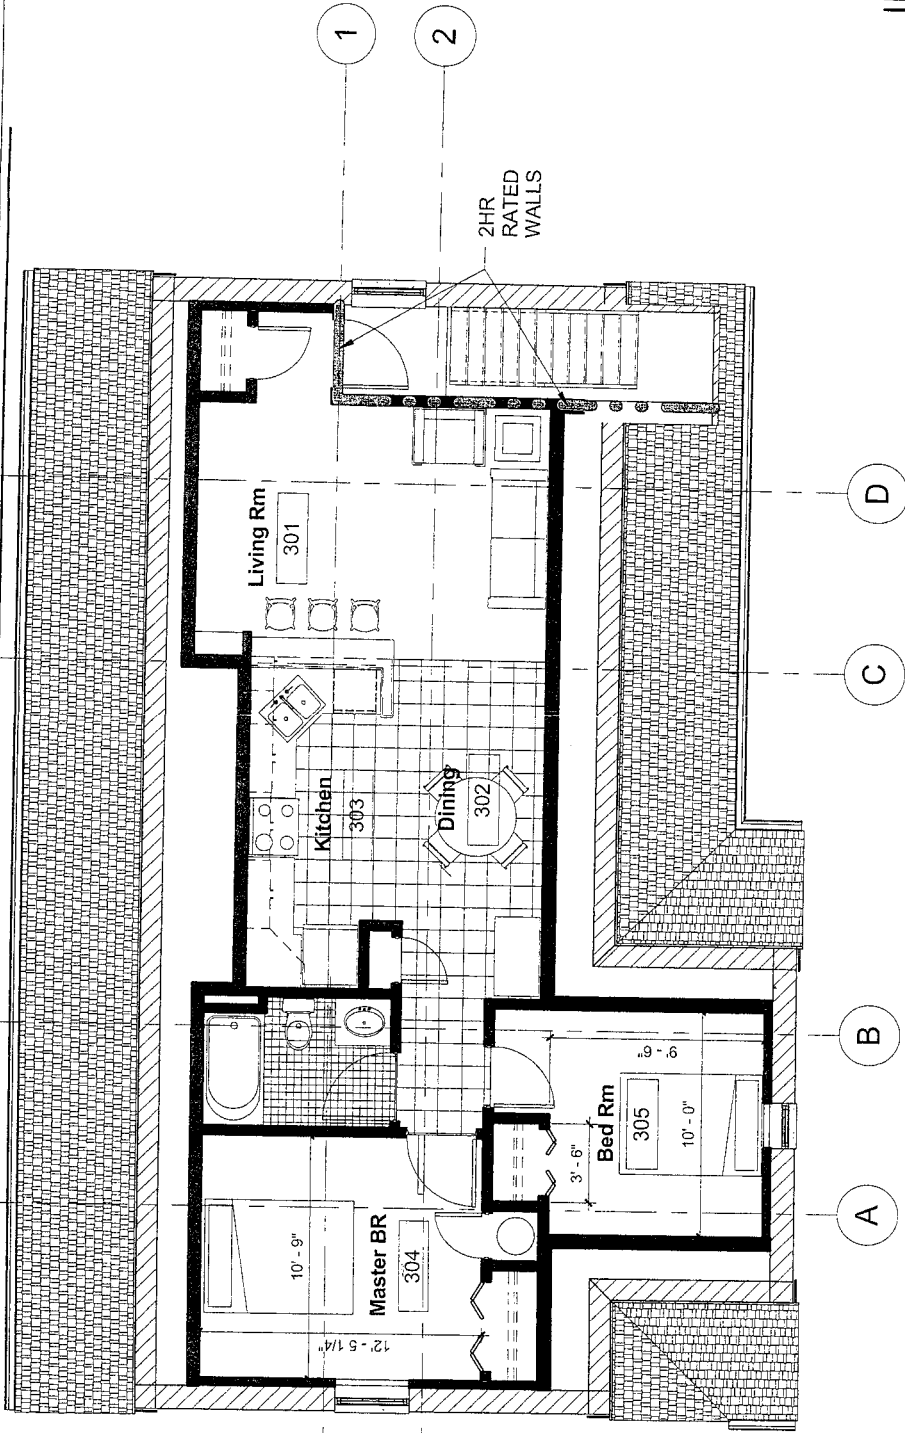 1
2
2HR
RATED
WALLS
Living Rm
301
Kitchen
303
Dining
302
Master BR
304
10' - 9"
12' - 5 1/4"
Bed Rm
305
10' - 0"
9' - 6"
3' - 6"
A
B
C
D